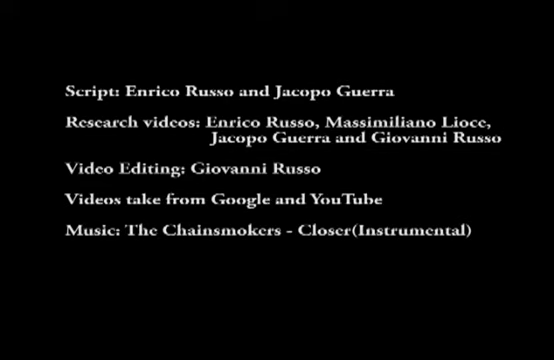 Script: Enrico Russo and Jacopo Guerra
Research videos: Enrico Russo, Massimiliano Lioce,
Jacopo Guerra and Giovanni Russo
Video Editing: Giovanni Russo
Videos take from Google and YouTube
Music: The Chainsmokers - Closer(Instrumental)